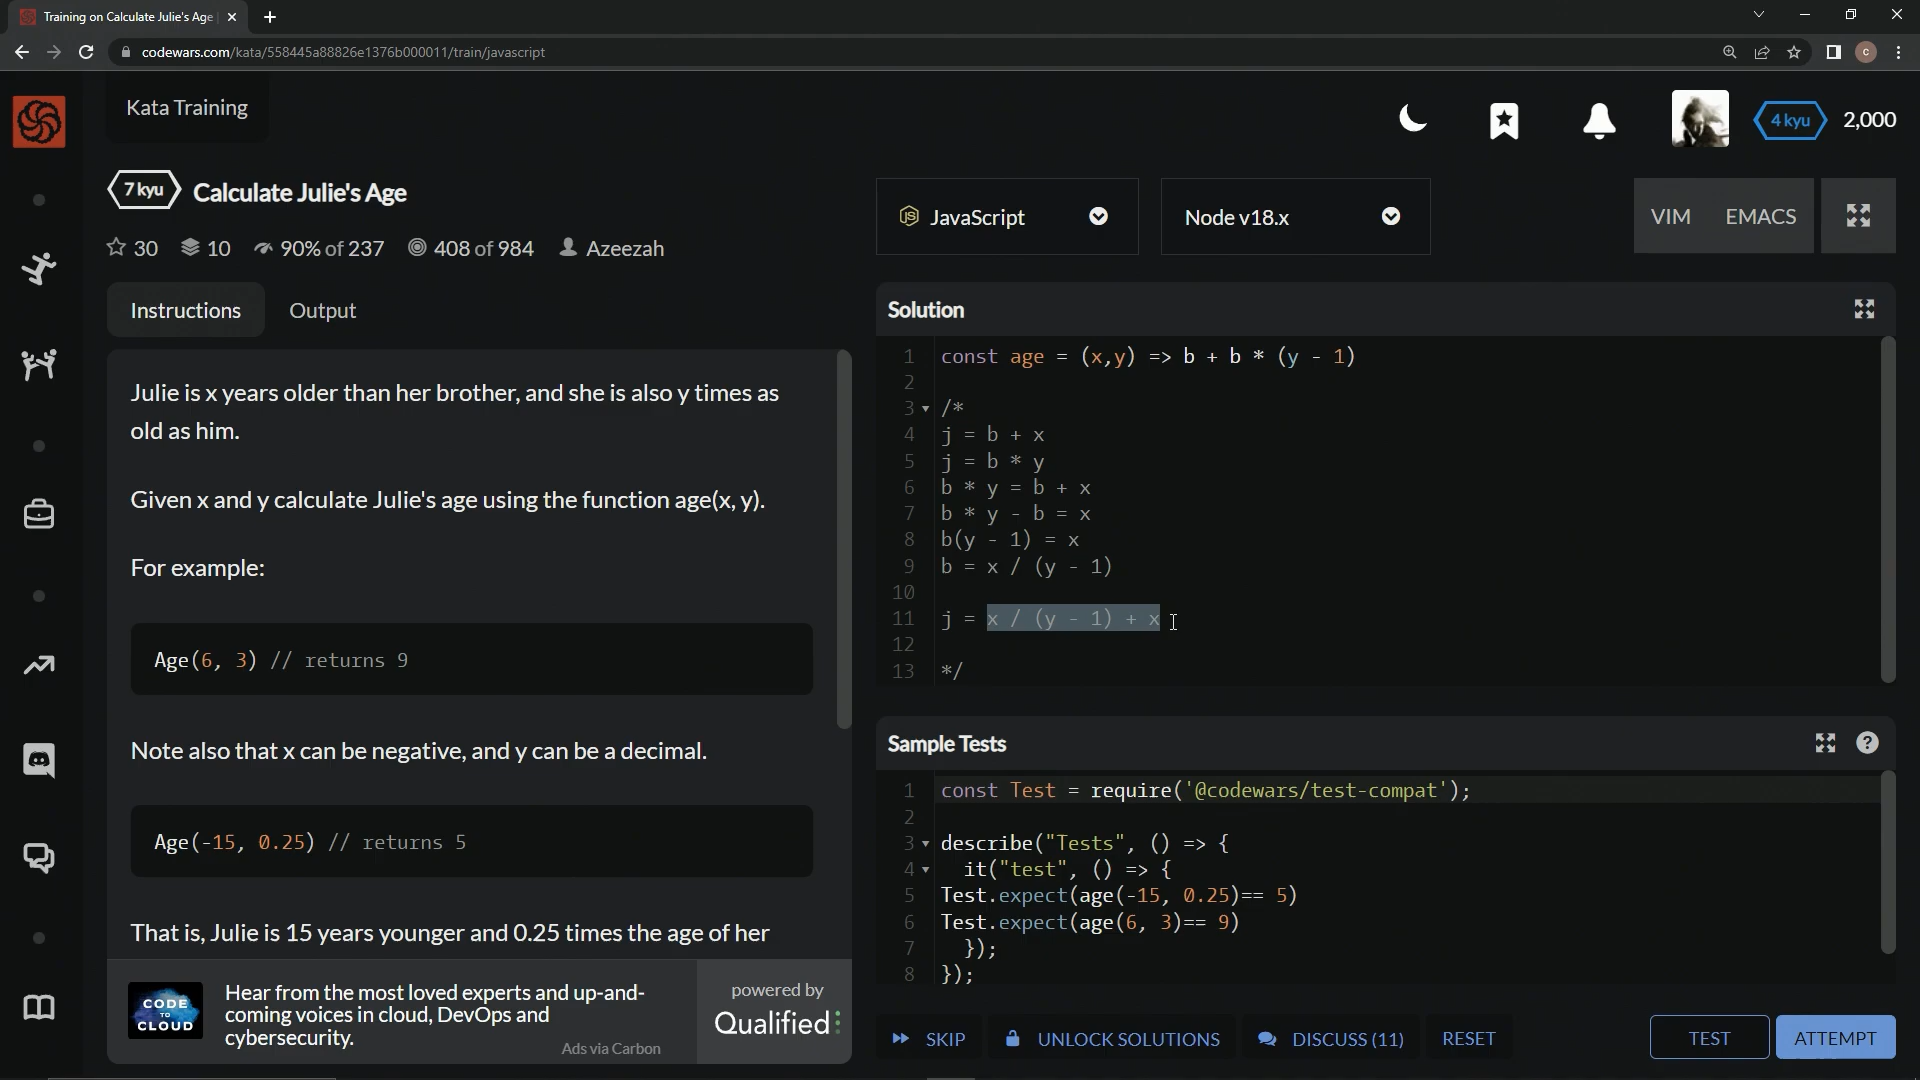 Training on Calculate Julie's Age
codewars.com/kata/558445a88826e1376b000011/train/javascript
C
Kata Training
4 kyu
2,000
7 kyu
Calculate Julie's Age
30
10
90% of 237
408 of 984
Azeezah
JS JavaScript
Node v18.x
VIM
EMACS
Instructions
Output
Julie is x years older than her brother, and she is also y times as
old as him.
Given x and y calculate Julie's age using the function age(x, y).
For example:
Age(6, 3) // returns 9
Note also that x can be negative, and y can be a decimal.
Age(-15, 0.25) // returns 5
That is, Julie is 15 years younger and 0.25 times the age of her
CODE
TO
CLOUD
Hear from the most loved experts and up-and-
coming voices in cloud, DevOps and
cybersecurity.
Ads via Carbon
powered by
Qualified
Solution
1 const age = (x,y) => b + b * (y - 1)
2
3 /*
4 j = b + x
5 j = b * y
6 b * y = b + x
7 b * y - b = x
8 b(y - 1) = x
9 b = x / (y - 1)
10
11 j = x / (y - 1) + x
12
13 */
Sample Tests
?
1 const Test = require('@codewars/test-compat');
2
3 describe("Tests", () => {
4 it("test", () => {
5 Test.expect(age(-15, 0.25)== 5)
6 Test.expect(age(6, 3)== 9)
7 });
8 });
SKIP
UNLOCK SOLUTIONS
DISCUSS (11)
RESET
TEST
ATTEMPT